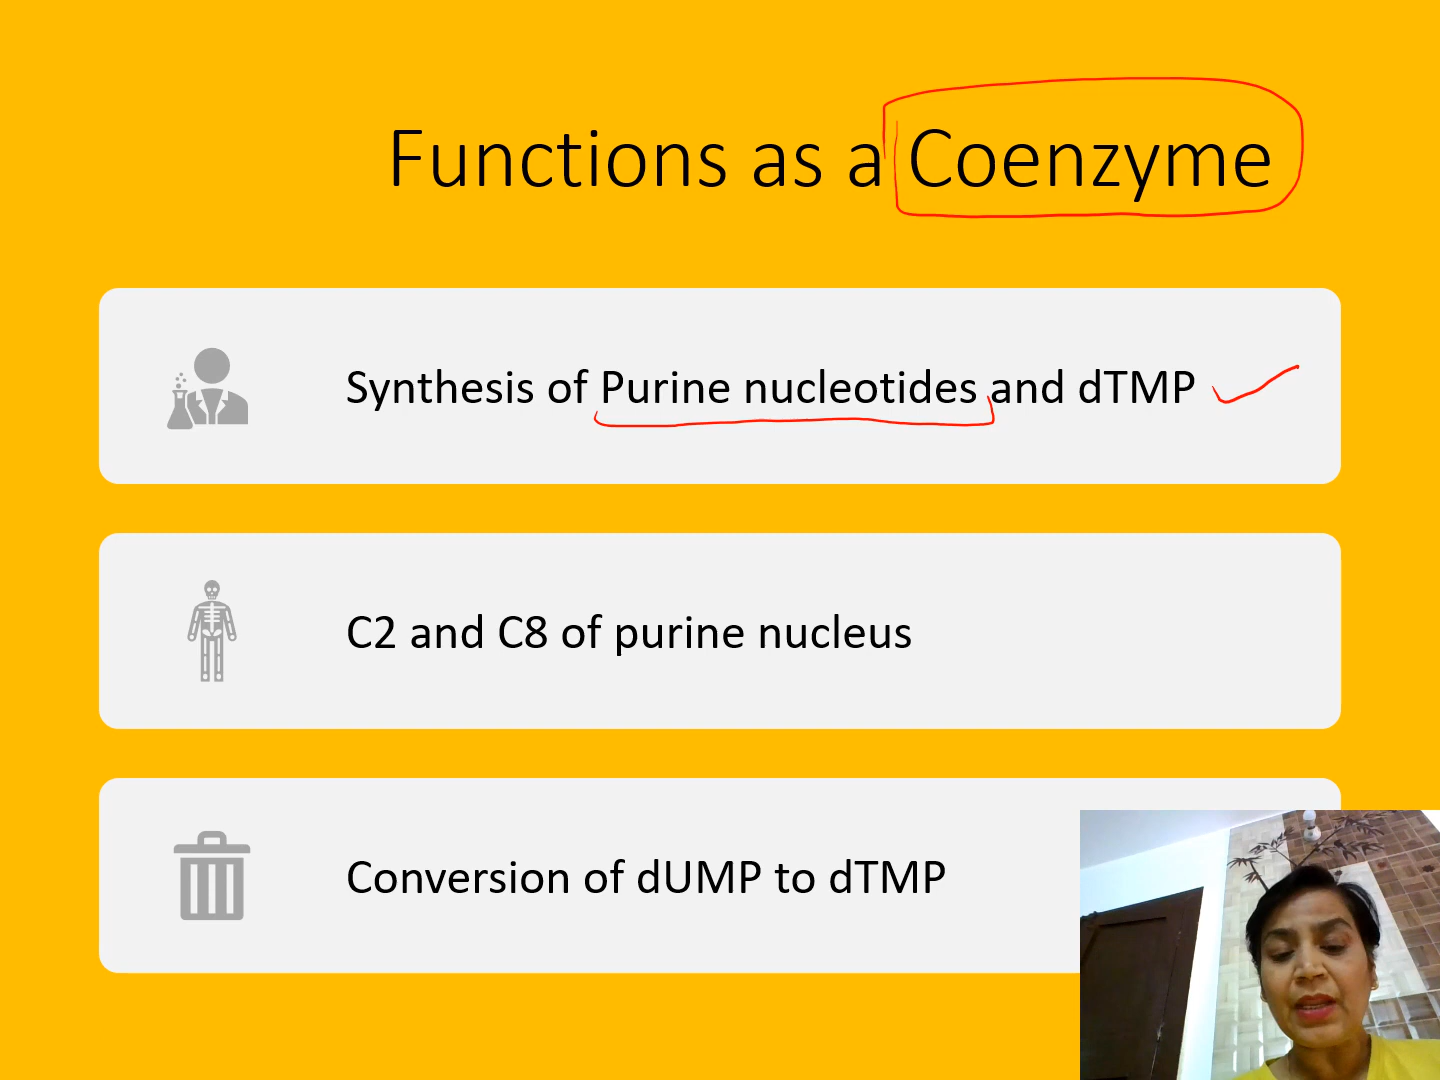 Functions as a Coenzyme
Synthesis of Purine nucleotides and dTMP
C2 and C8 of purine nucleus
Conversion of dUMP to dTMP